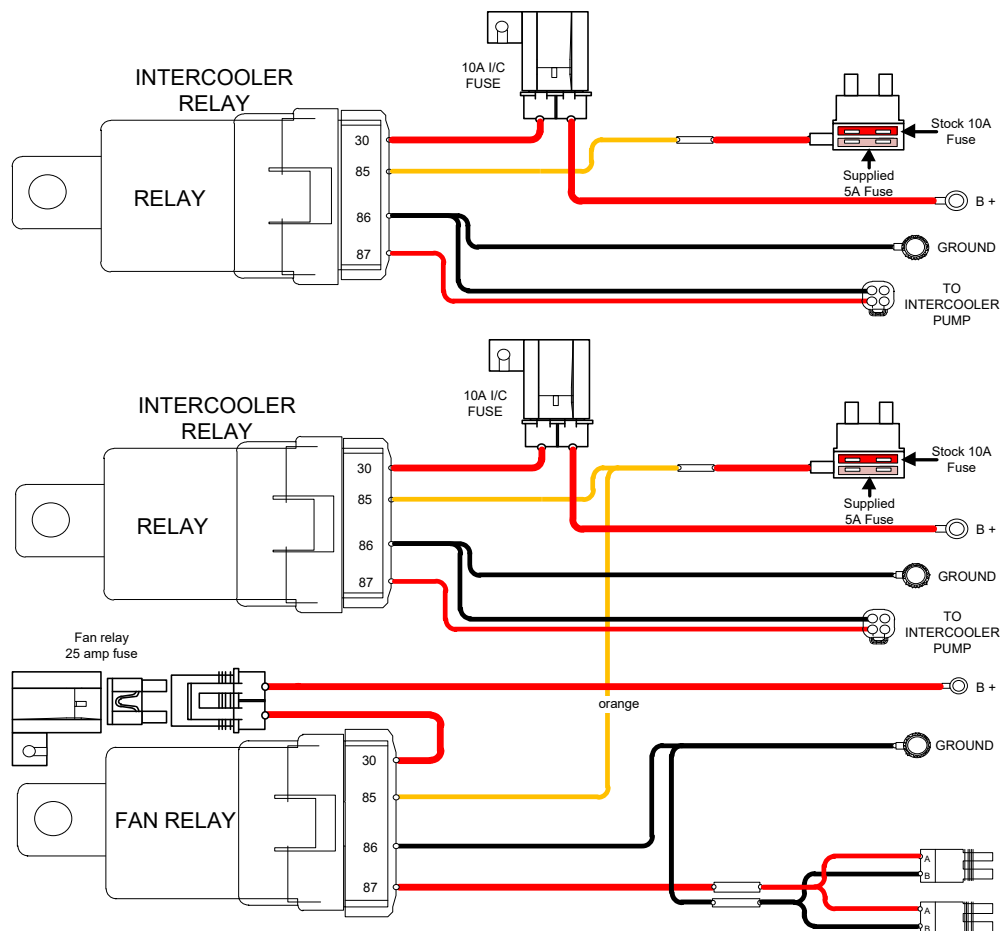 INTERCOOLER
RELAY
10A I/C
FUSE
RELAY
30
85
86
87
Stock 10A
Fuse
Supplied
5A Fuse
B +
GROUND
TO
INTERCOOLER
PUMP
INTERCOOLER
RELAY
10A I/C
FUSE
RELAY
30
85
86
87
Stock 10A
Fuse
Supplied
5A Fuse
B +
GROUND
TO
INTERCOOLER
PUMP
Fan relay
25 amp fuse
B +
orange
GROUND
FAN RELAY
30
85
86
87
A
B
A
B